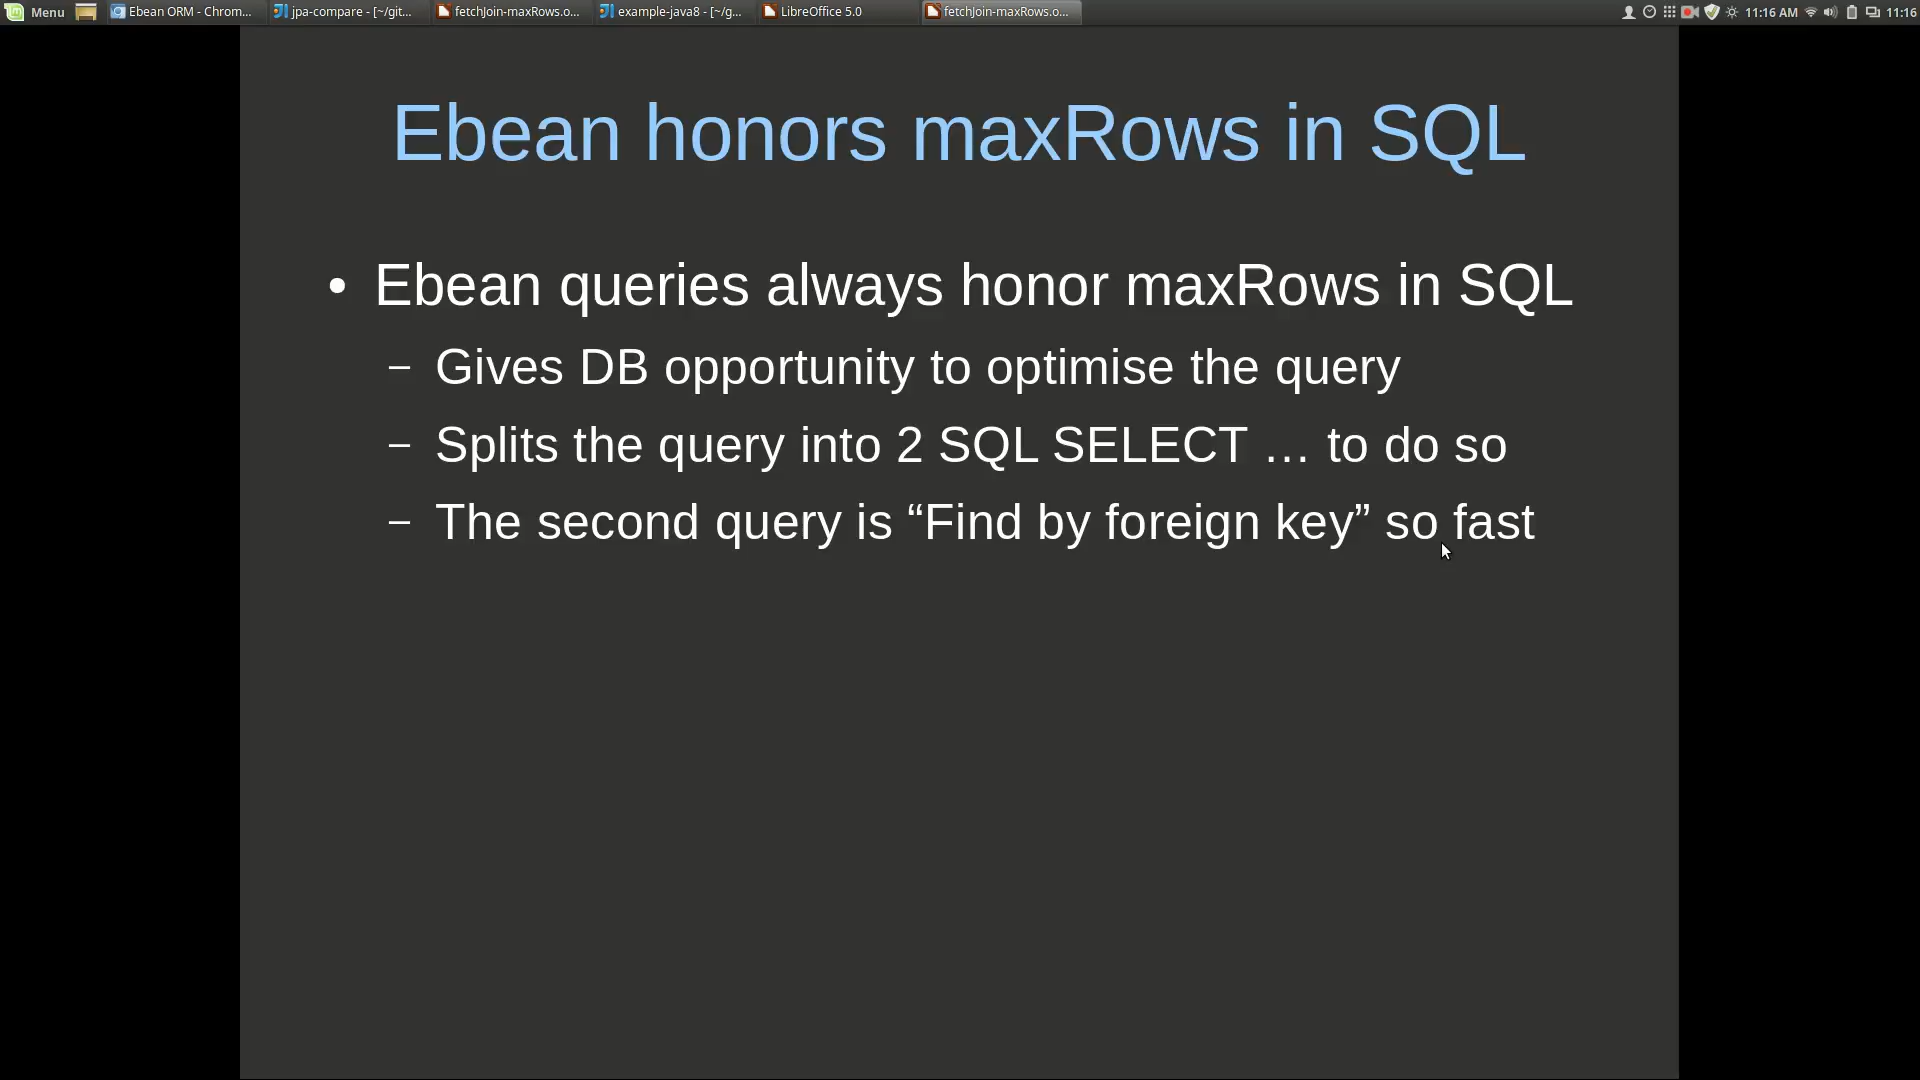 Menu
Ebean ORM - Chrom...
jpa-compare - [~/git...
fetchJoin-maxRows.o...
example-java8 - [~/g...
LibreOffice 5.0
fetchJoin-maxRows.o...
11:16 AM
11:16
Ebean honors maxRows in SQL
• Ebean queries always honor maxRows in SQL
– Gives DB opportunity to optimise the query
– Splits the query into 2 SQL SELECT … to do so
– The second query is “Find by foreign key” so fast